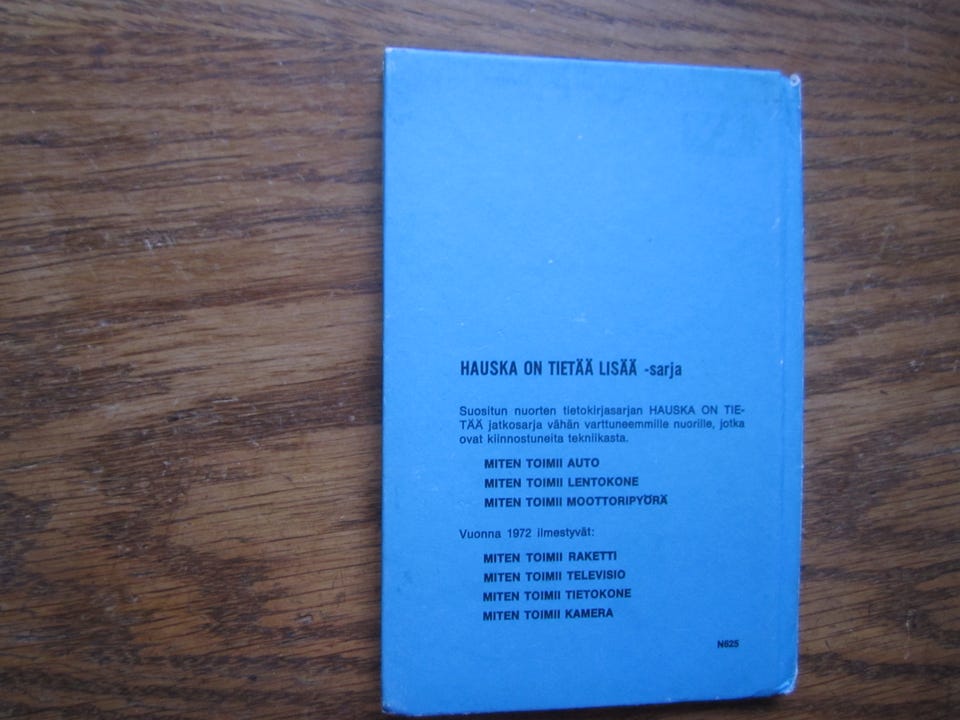 HAUSKA ON TIETÄÄ LISÄÄ -sarja
Suositun nuorten tietokirjasarjan HAUSKA ON TIE-
TÄÄ jatkosarja vähän varttuneemmille nuorille, jotka
ovat kiinnostuneita tekniikasta.
MITEN TOIMII AUTO
MITEN TOIMII LENTOKONE
MITEN TOIMII MOOTTORIPYÖRÄ
Vuonna 1972 ilmestyvät:
MITEN TOIMII RAKETTI
MITEN TOIMII TELEVISIO
MITEN TOIMII TIETOKONE
MITEN TOIMII KAMERA
N625